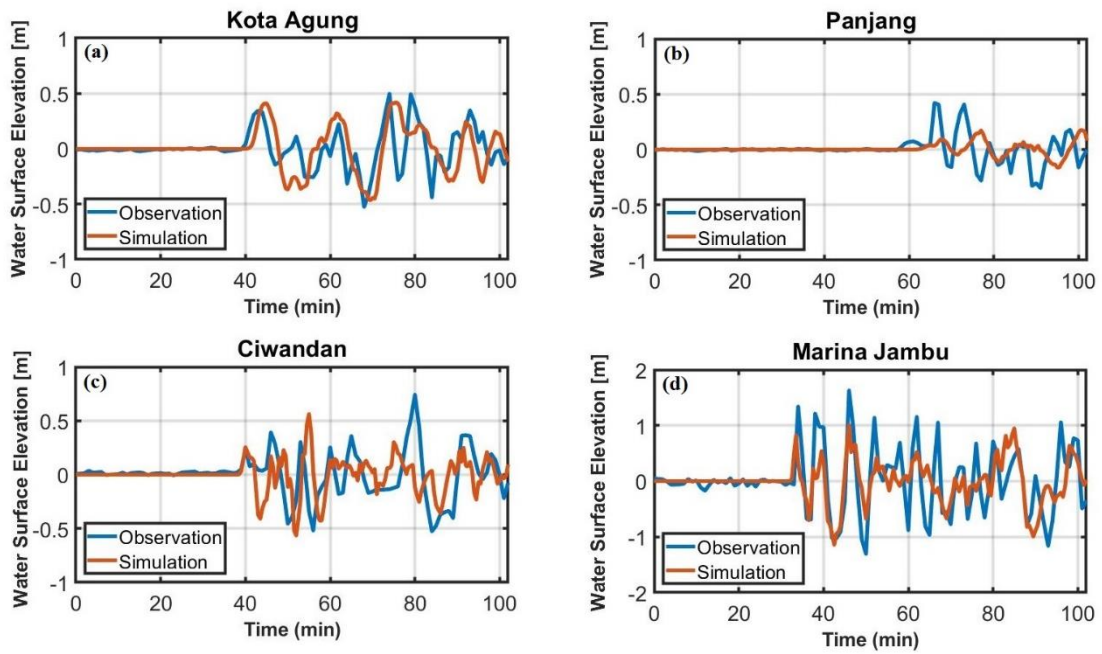 Kota Agung
(a)
Water Surface Elevation [m]
1
0.5
0
-0.5
-1
Observation
Simulation
0 20 40 60 80 100
Time (min)
Panjang
(b)
Water Surface Elevation [m]
1
0.5
0
-0.5
-1
Observation
Simulation
0 20 40 60 80 100
Time (min)
Ciwandan
(c)
Water Surface Elevation [m]
1
0.5
0
-0.5
-1
Observation
Simulation
0 20 40 60 80 100
Time (min)
Marina Jambu
(d)
Water Surface Elevation [m]
2
1
0
-1
-2
Observation
Simulation
0 20 40 60 80 100
Time (min)